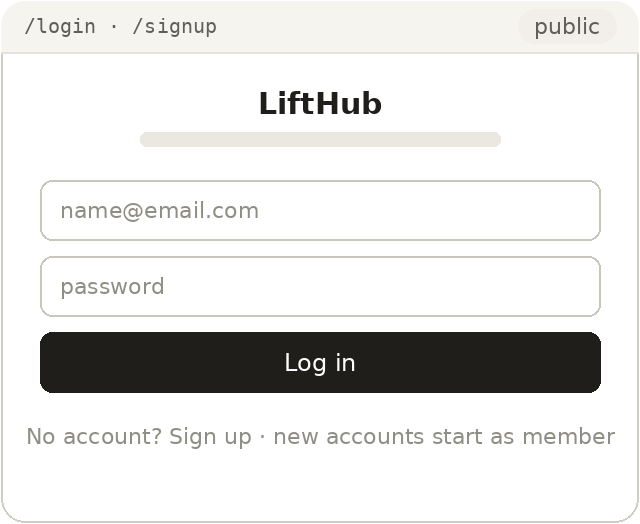 /login · /signup
public
LiftHub
name@email.com
password
Log in
No account? Sign up · new accounts start as member